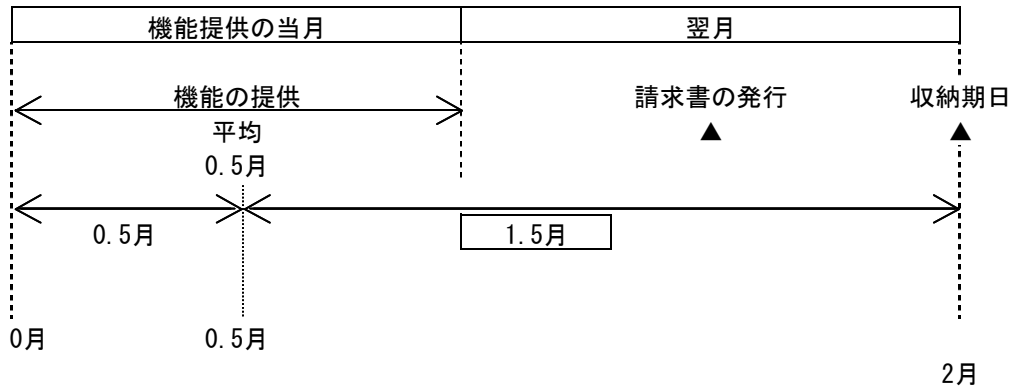 機能提供の当月 翌月
機能の提供 請求書の発行 収納期日
平均 ▲ ▲
0.5月
0.5月 1.5月
0月 0.5月
2月